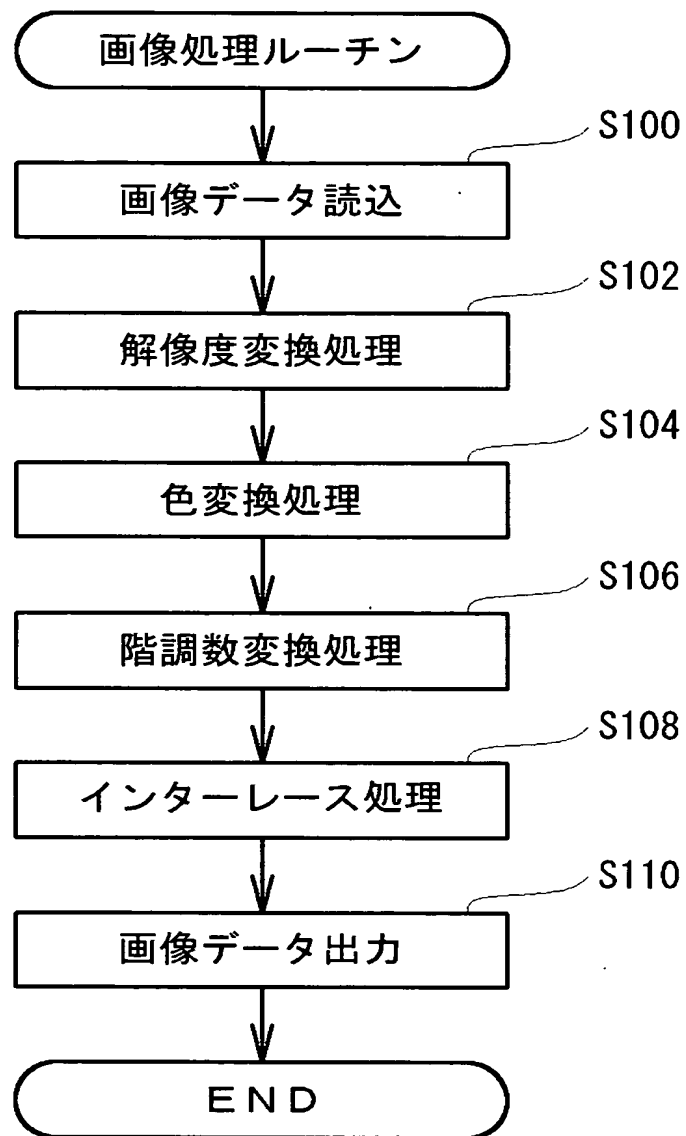 画像処理ルーチン
S100
画像データ読込
S102
解像度変換処理
S104
色変換処理
S106
階調数変換処理
S108
インターレース処理
S110
画像データ出力
END